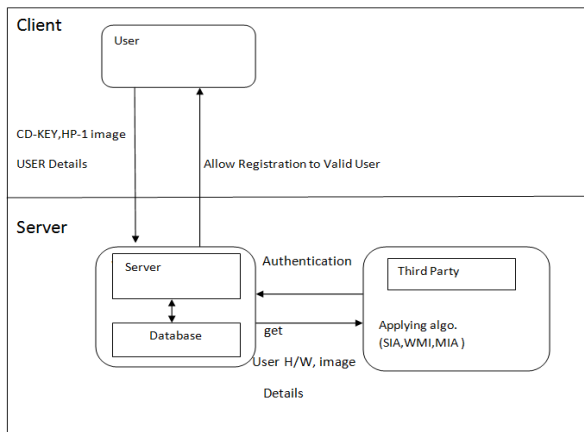 Client
User
CD-KEY,HP-1 image
USER Details
Allow Registration to Valid User
Server
Server
Database
Authentication
get
User H/W, image
Details
Third Party
Applying algo.
(SIA,WMI,MIA )